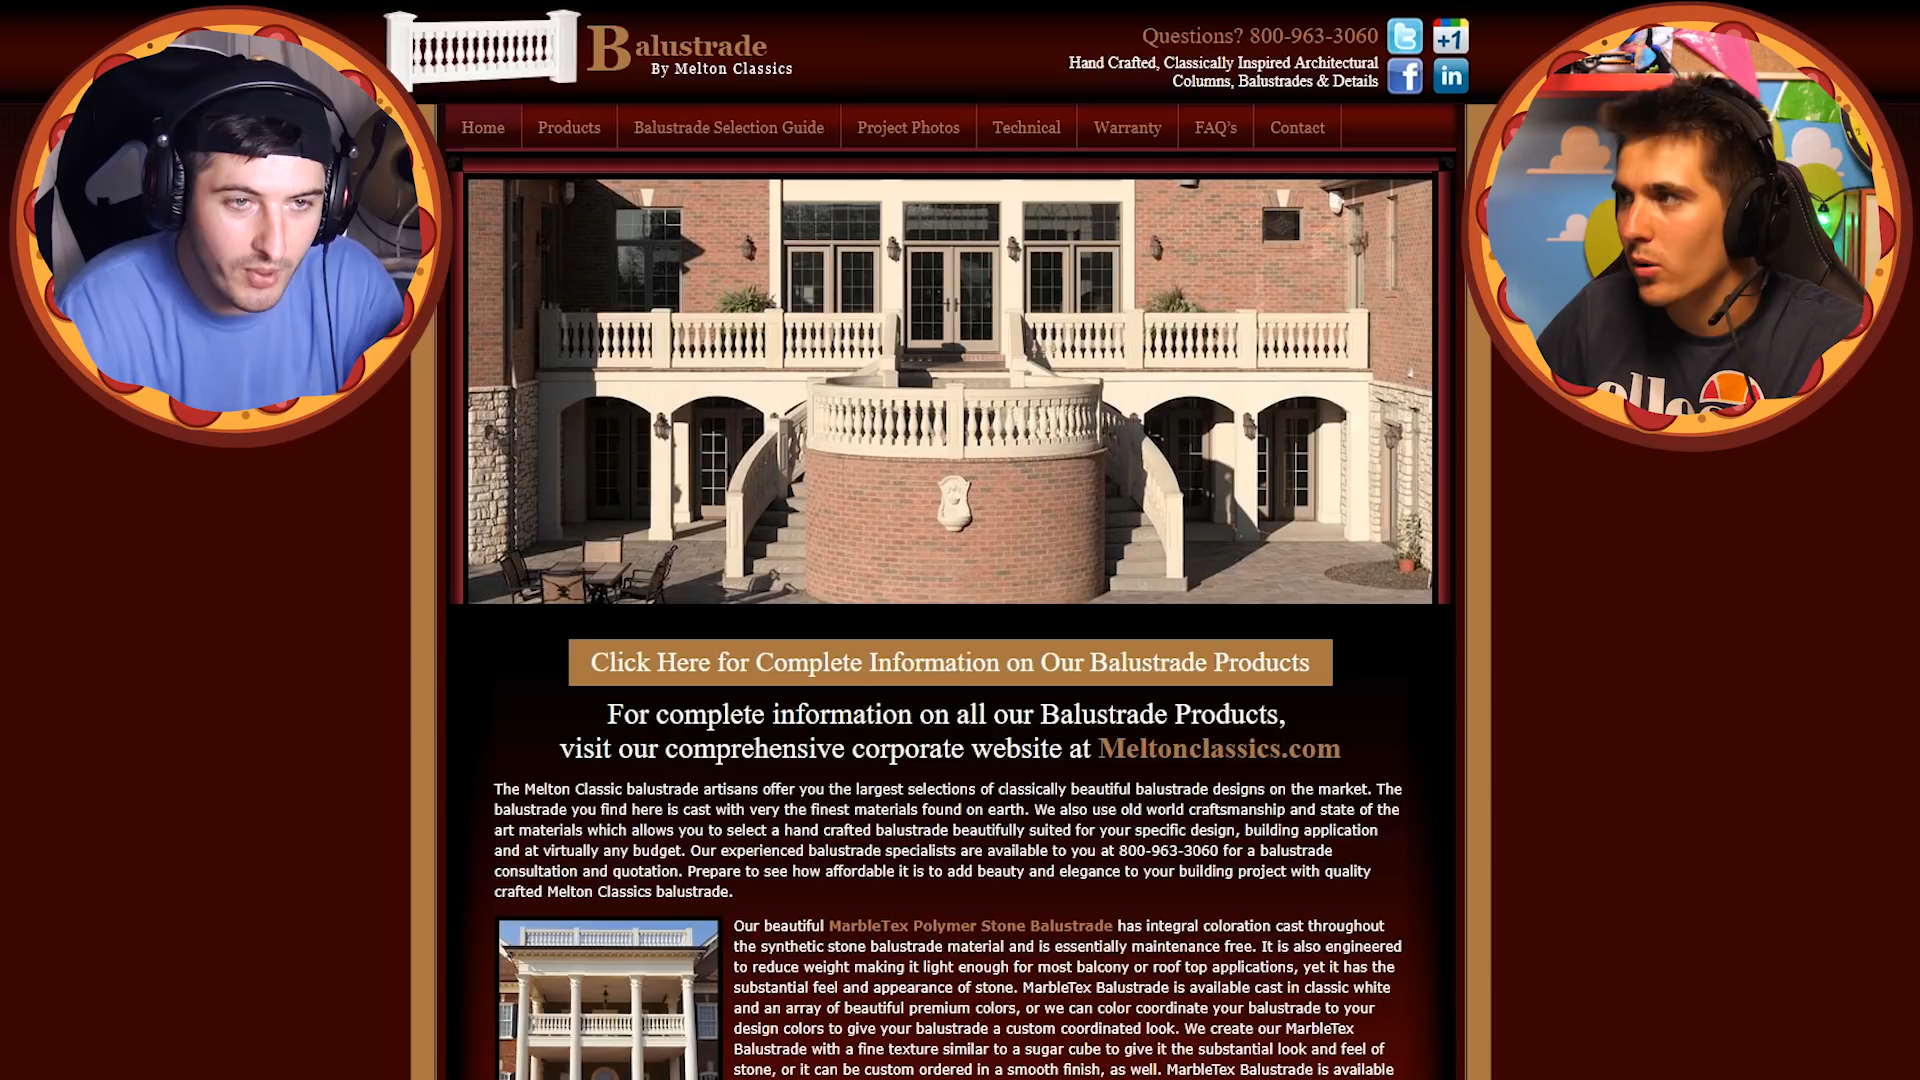 Balustrade
By Melton Classics
Questions? 800-963-3060
Hand Crafted, Classically Inspired Architectural
Columns, Balustrades & Details
+1
f
in
Home
Products
Balustrade Selection Guide
Project Photos
Technical
Warranty
FAQ's
Contact
elle
Click Here for Complete Information on Our Balustrade Products
For complete information on all our Balustrade Products,
visit our comprehensive corporate website at Meltonclassics.com
The Melton Classic balustrade artisans offer you the largest selections of classically beautiful balustrade designs on the market. The
balustrade you find here is cast with very the finest materials found on earth. We also use old world craftsmanship and state of the
art materials which allows you to select a hand crafted balustrade beautifully suited for your specific design, building application
and at virtually any budget. Our experienced balustrade specialists are available to you at 800-963-3060 for a balustrade
consultation and quotation. Prepare to see how affordable it is to add beauty and elegance to your building project with quality
crafted Melton Classics balustrade.
Our beautiful MarbleTex Polymer Stone Balustrade has integral coloration cast throughout
the synthetic stone balustrade material and is essentially maintenance free. It is also engineered
to reduce weight making it light enough for most balcony or roof top applications, yet it has the
substantial feel and appearance of stone. MarbleTex Balustrade is available cast in classic white
and an array of beautiful premium colors, or we can color coordinate your balustrade to your
design colors to give your balustrade a custom coordinated look. We create our MarbleTex
Balustrade with a fine texture similar to a sugar cube to give it the substantial look and feel of
stone, or it can be custom ordered in a smooth finish, as well. MarbleTex Balustrade is available